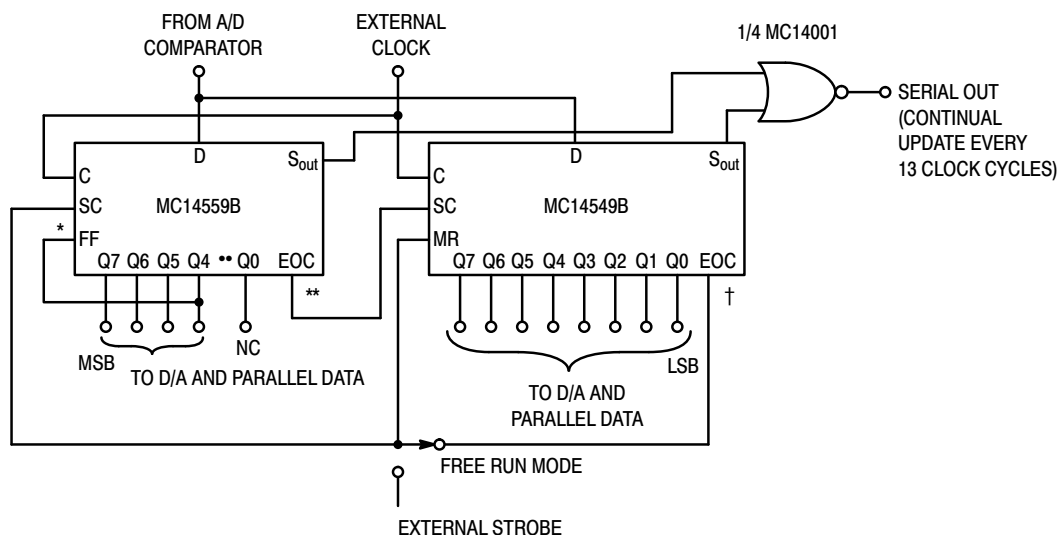 FROM A/D
COMPARATOR
EXTERNAL
CLOCK
1/4 MC14001
SERIAL OUT
(CONTINUAL
UPDATE EVERY
13 CLOCK CYCLES)
D
Sout
C
SC
* FF
MC14559B
Q7 Q6 Q5 Q4 •• Q0 EOC
**
D
Sout
C
SC
MR
MC14549B
Q7 Q6 Q5 Q4 Q3 Q2 Q1 Q0 EOC
†
MSB
NC
TO D/A AND PARALLEL DATA
LSB
TO D/A AND
PARALLEL DATA
FREE RUN MODE
EXTERNAL STROBE